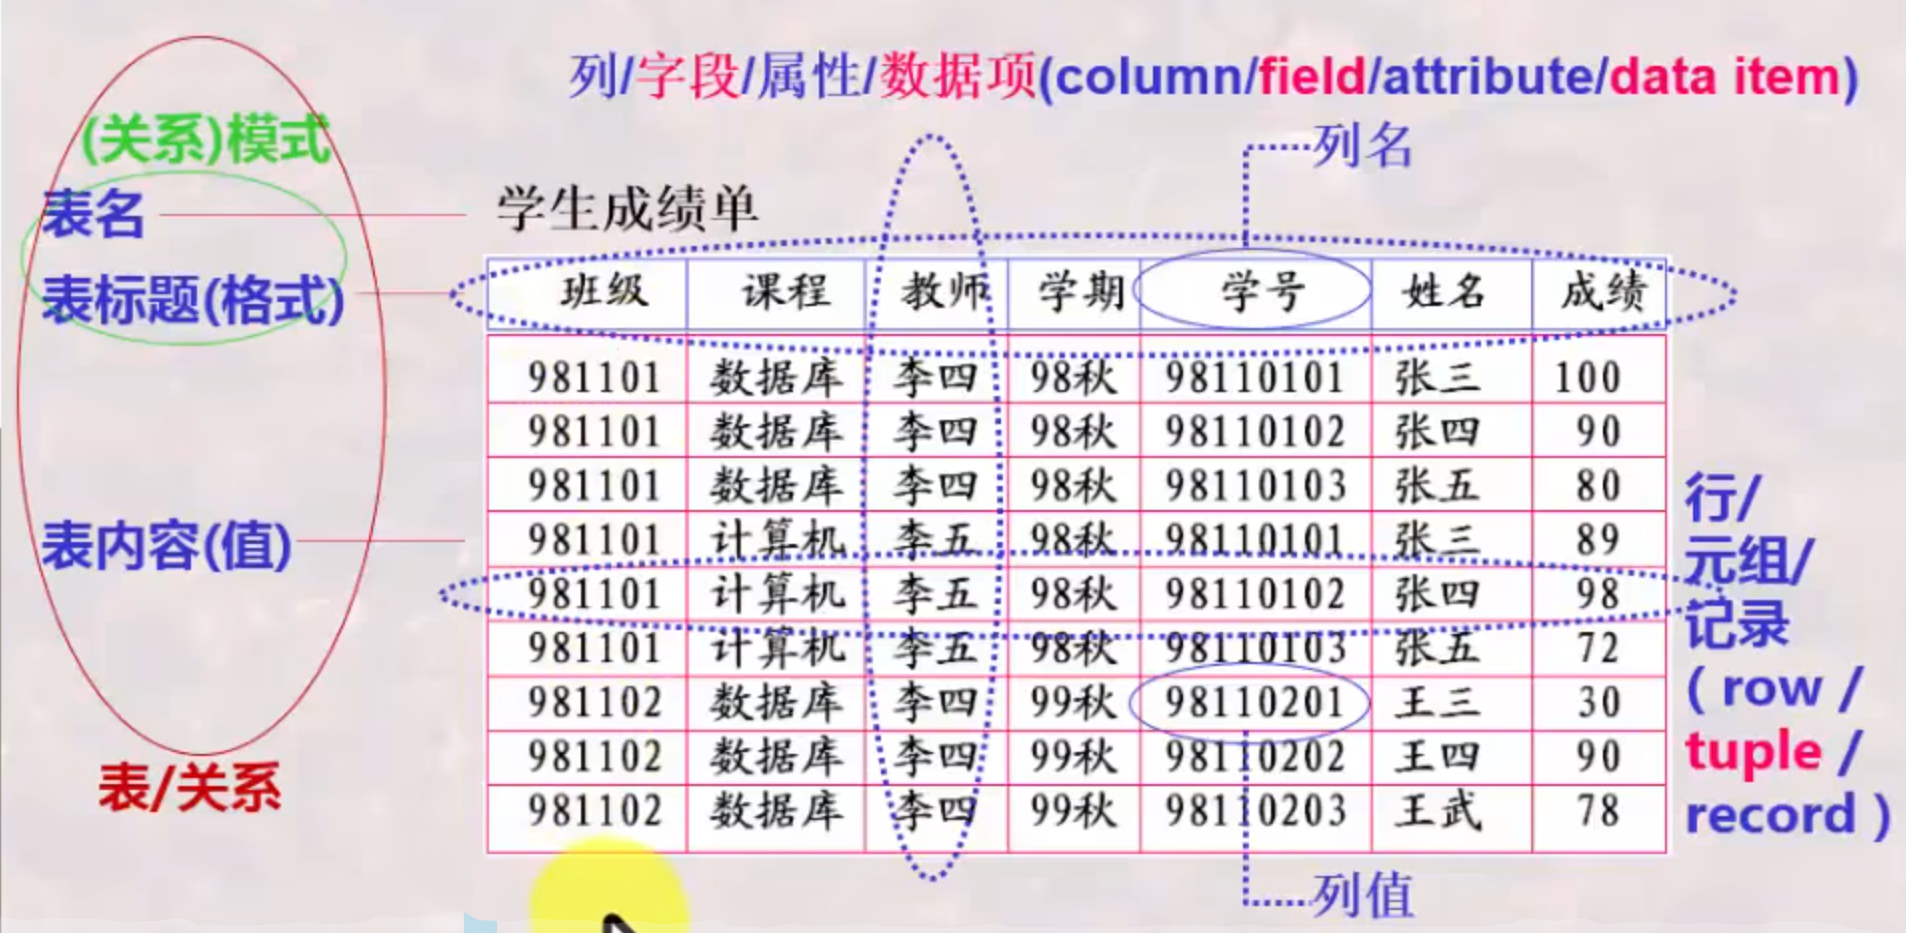 列/字段/属性/数据项(column/field/attribute/data item)
(关系)模式
列名
表名
学生成绩单
表标题(格式)
班级 课程 教师 学期 学号 姓名 成绩
981101 数据库 李四 98秋 98110101 张三 100
981101 数据库 李四 98秋 98110102 张四 90
981101 数据库 李四 98秋 98110103 张五 80
981101 计算机 李五 98秋 98110101 张三 89
981101 计算机 李五 98秋 98110102 张四 98
981101 计算机 李五 98秋 98110103 张五 72
981102 数据库 李四 99秋 98110201 王三 30
981102 数据库 李四 99秋 98110202 王四 90
981102 数据库 李四 99秋 98110203 王武 78
表内容(值)
行/
元组/
记录
( row /
tuple /
record )
表/关系
列值